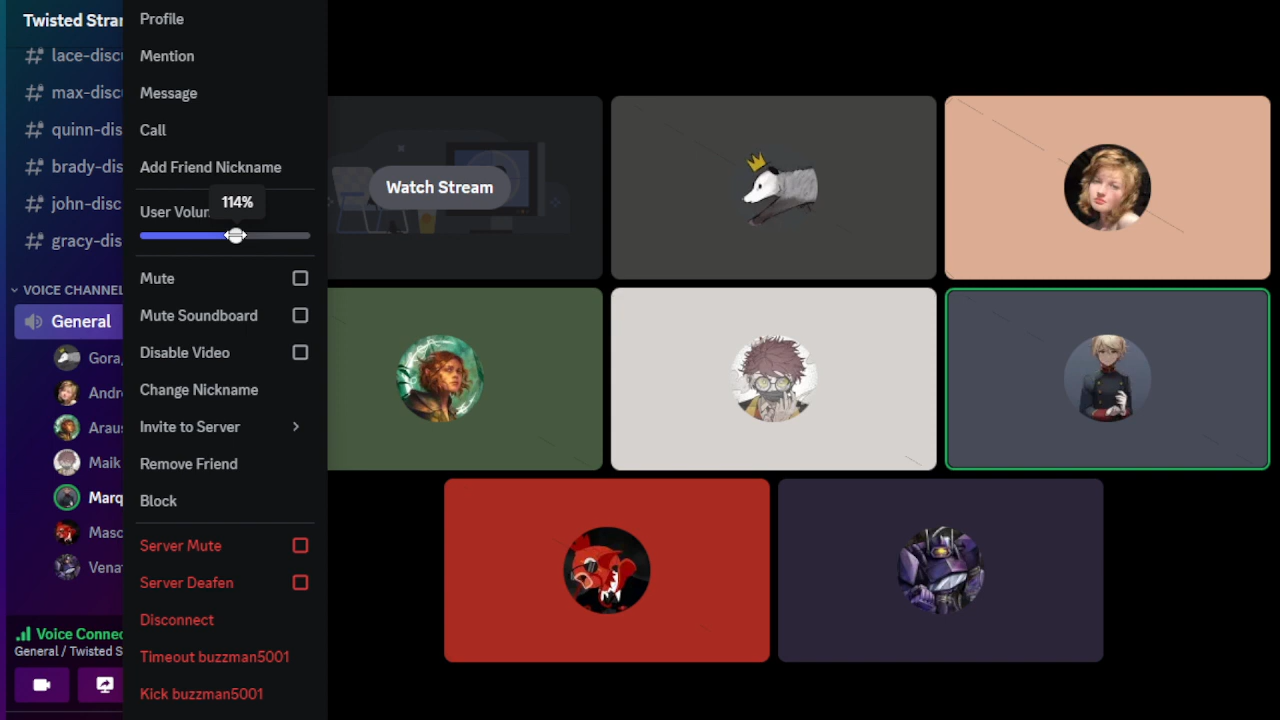 Twisted Stran
lace-discu
max-discu
quinn-dis
brady-dis
john-disc
gracy-dis
VOICE CHANNEL
General
Gora,
Andr
Araus
Maik
Marq
Masc
Vena
Voice Connec
General / Twisted S
Profile
Mention
Message
Call
Add Friend Nickname
114%
User Volum
Mute
Mute Soundboard
Disable Video
Change Nickname
Invite to Server
Remove Friend
Block
Server Mute
Server Deafen
Disconnect
Timeout buzzman5001
Kick buzzman5001
Watch Stream